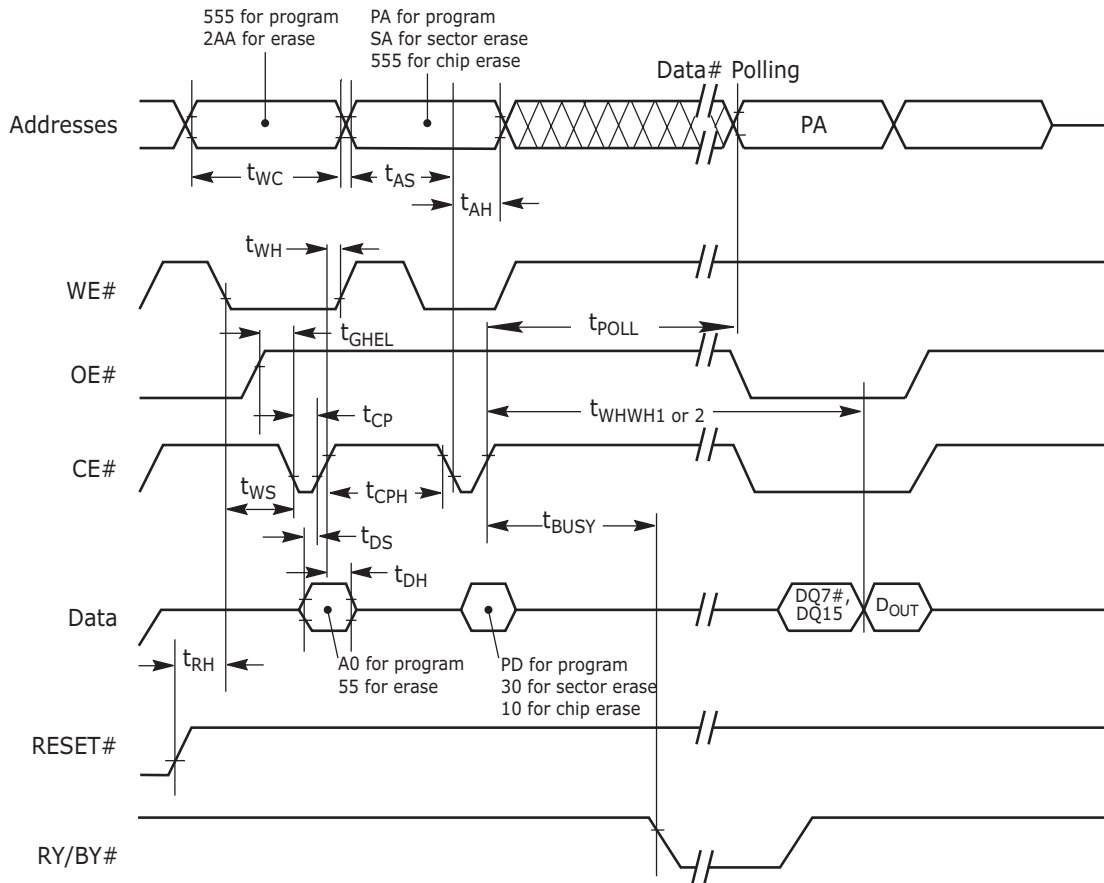 555 for program
2AA for erase
PA for program
SA for sector erase
555 for chip erase
Data# Polling
Addresses
PA
tWC
tAS
tAH
tWH
WE#
tGHEL
tPOLL
OE#
tCP
tWHWH1 or 2
CE#
tWS
tCPH
tDS
tBUSY
tDH
Data
DQ7#,
DQ15
DOUT
tRH
A0 for program
55 for erase
PD for program
30 for sector erase
10 for chip erase
RESET#
RY/BY#